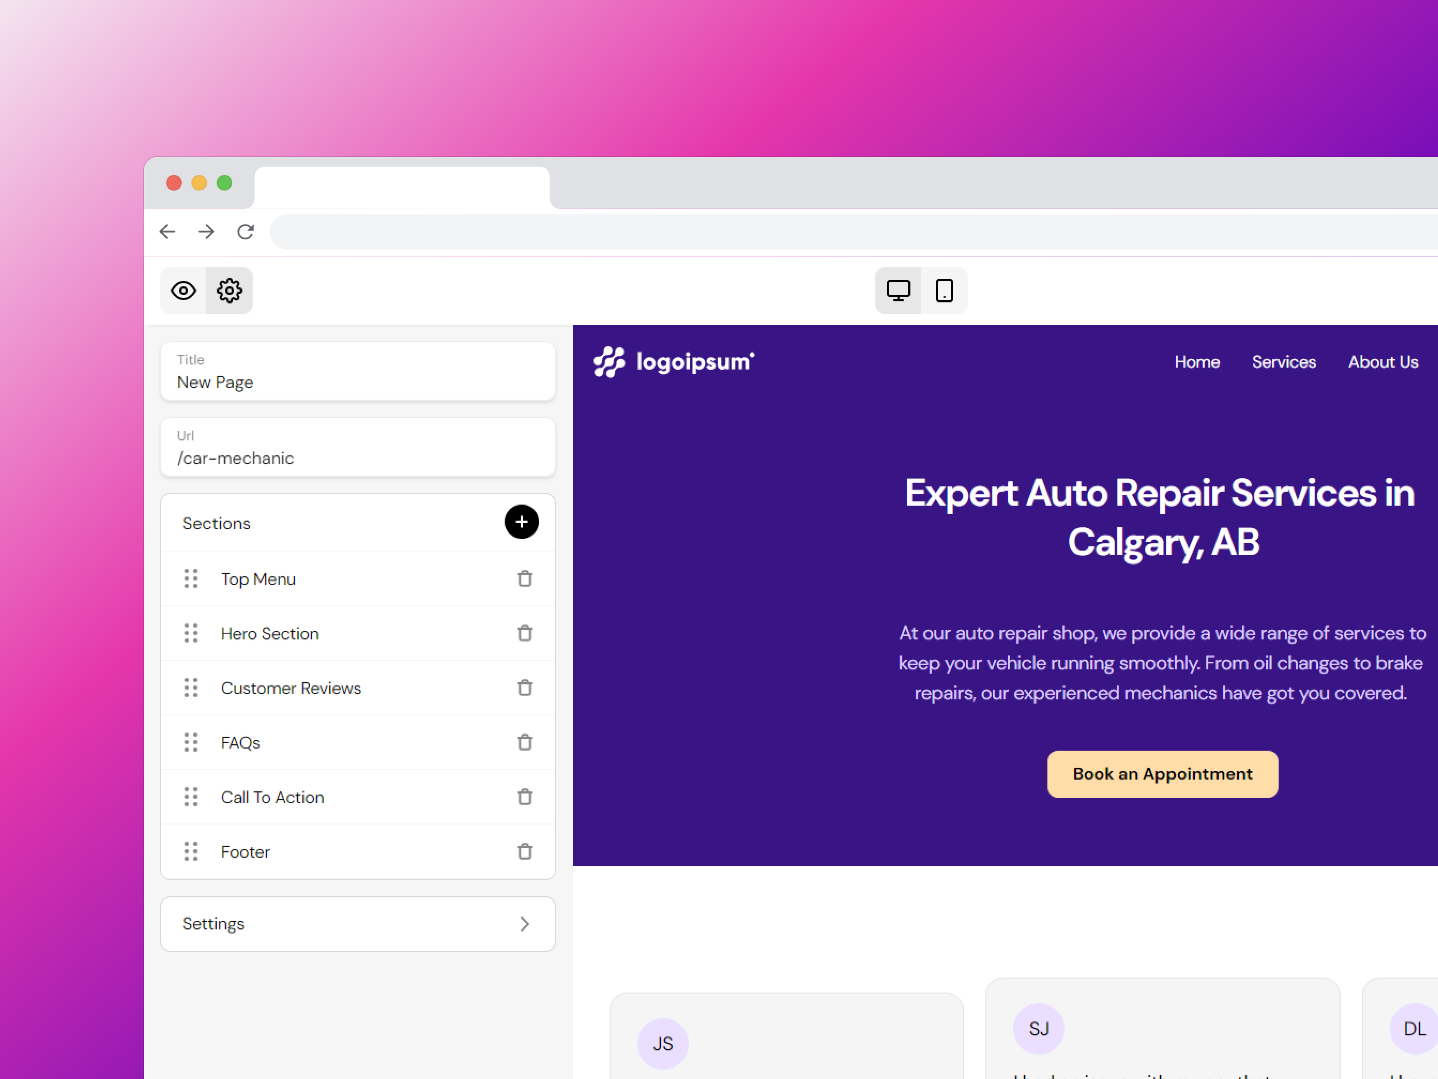 Title
New Page
Url
/car-mechanic
Sections
Top Menu
Hero Section
Customer Reviews
FAQs
Call To Action
Footer
Settings
logoipsum
Home
Services
About Us
Expert Auto Repair Services in
Calgary, AB
At our auto repair shop, we provide a wide range of services to
keep your vehicle running smoothly. From oil changes to brake
repairs, our experienced mechanics have got you covered.
Book an Appointment
JS
SJ
DL